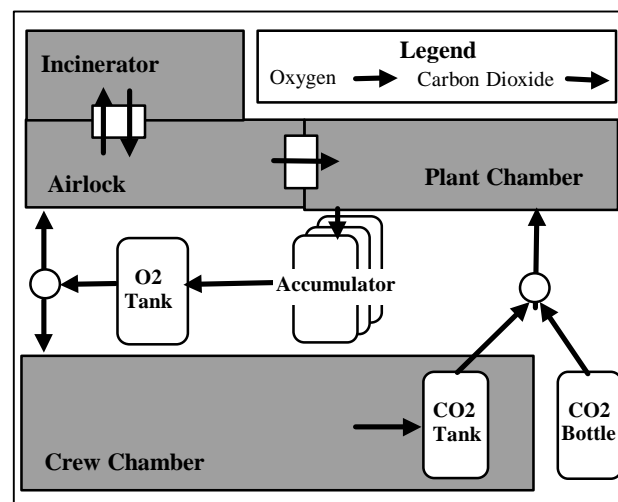 Legend
Incinerator
Oxygen
Carbon Dioxide
Airlock
Plant Chamber
O2
Tank
Accumulator
CO2
Tank
CO2
Bottle
Crew Chamber